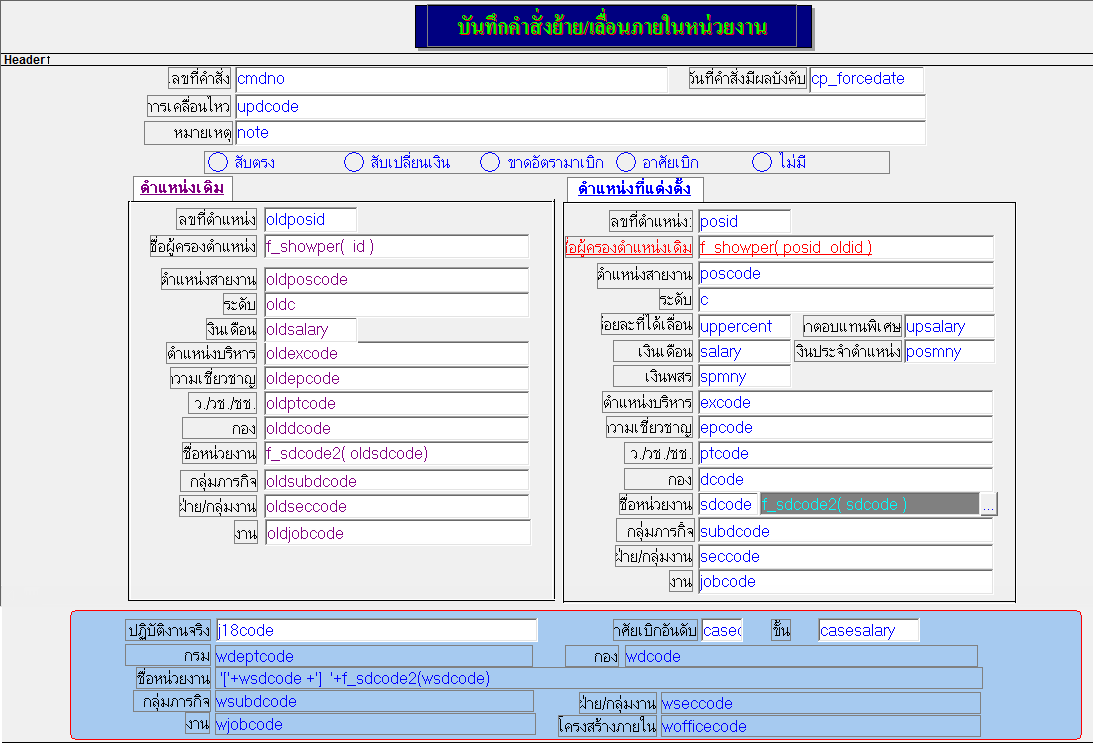 บันทึกคำสั่งย้าย/เลื่อนภายในหน่วยงาน
Header↑
เลขที่คำสั่ง cmdno วันที่คำสั่งมีผลบังคับ cp_forcedate
การเคลื่อนไหว updcode
หมายเหตุ note
สับตรง สับเปลี่ยนเงิน ขาดอัตรามาเบิก อาศัยเบิก ไม่มี
ตำแหน่งเดิม
ลขที่ตำแหน่ง oldposid
ชื่อผู้ครองตำแหน่ง f_showper( id )
ตำแหน่งสายงาน oldposcode
ระดับ oldc
เงินเดือน oldsalary
ตำแหน่งบริหาร oldexcode
ความเชี่ยวชาญ oldepcode
ว./วช./ชช. oldptcode
กอง olddcode
ชื่อหน่วยงาน f_sdcode2( oldsdcode)
กลุ่มภารกิจ oldsubdcode
ฝ่าย/กลุ่มงาน oldseccode
งาน oldjobcode
ตำแหน่งที่แต่งตั้ง
ลขที่ตำแหน่ง: posid
ชื่อผู้ครองตำแหน่งเดิม f_showper( posid_oldid )
ตำแหน่งสายงาน poscode
ระดับ c
ร้อยละที่ได้เลื่อน uppercent าตอบแทนพิเศษ upsalary
เงินเดือน salary เงินประจำตำแหน่ง posmny
เงินพสร spmny
ตำแหน่งบริหาร excode
ความเชี่ยวชาญ epcode
ว./วช./ชช. ptcode
กอง dcode
ชื่อหน่วยงาน sdcode f_sdcode2( sdcode ) ...
กลุ่มภารกิจ subdcode
ฝ่าย/กลุ่มงาน seccode
งาน jobcode
ปฏิบัติงานจริง j18code าศัยเบิกอันดับ casec ขั้น casesalary
กรม wdeptcode กอง wdcode
ชื่อหน่วยงาน '['+wsdcode +'] '+f_sdcode2(wsdcode)
กลุ่มภารกิจ wsubdcode ฝ่าย/กลุ่มงาน wseccode
งาน wjobcode โครงสร้างภายใน wofficecode